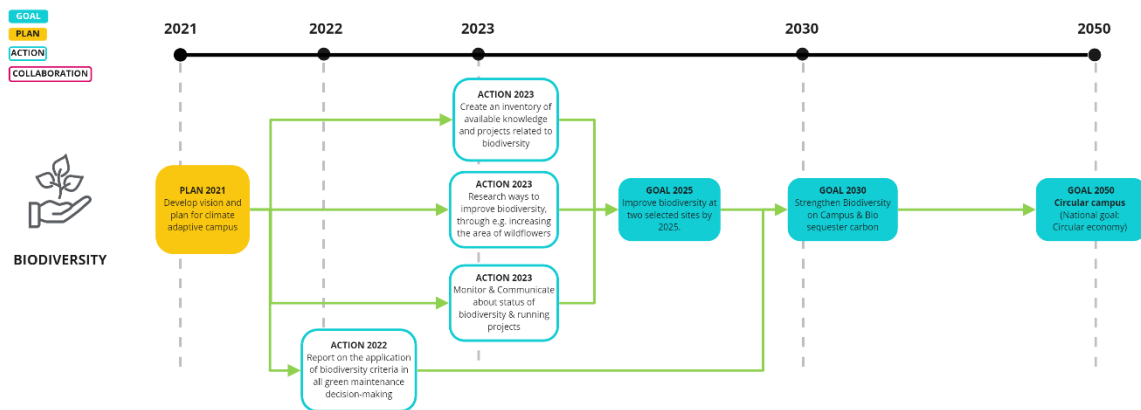 GOAL
PLAN
ACTION
COLLABORATION
2021
2022
2023
2030
2050
BIODIVERSITY
PLAN 2021
Develop vision and
plan for climate
adaptive campus
ACTION 2023
Create an inventory of
available knowledge
and projects related to
biodiversity
ACTION 2023
Research ways to
improve biodiversity,
through e.g. increasing
the area of wildflowers
ACTION 2023
Monitor & Communicate
about status of
biodiversity & running
projects
ACTION 2022
Report on the application
of biodiversity criteria in
all green maintenance
decision-making
GOAL 2025
Improve biodiversity at
two selected sites by
2025.
GOAL 2030
Strengthen Biodiversity
on Campus & Bio
sequester carbon
GOAL 2050
Circular campus
(National goal:
Circular economy)